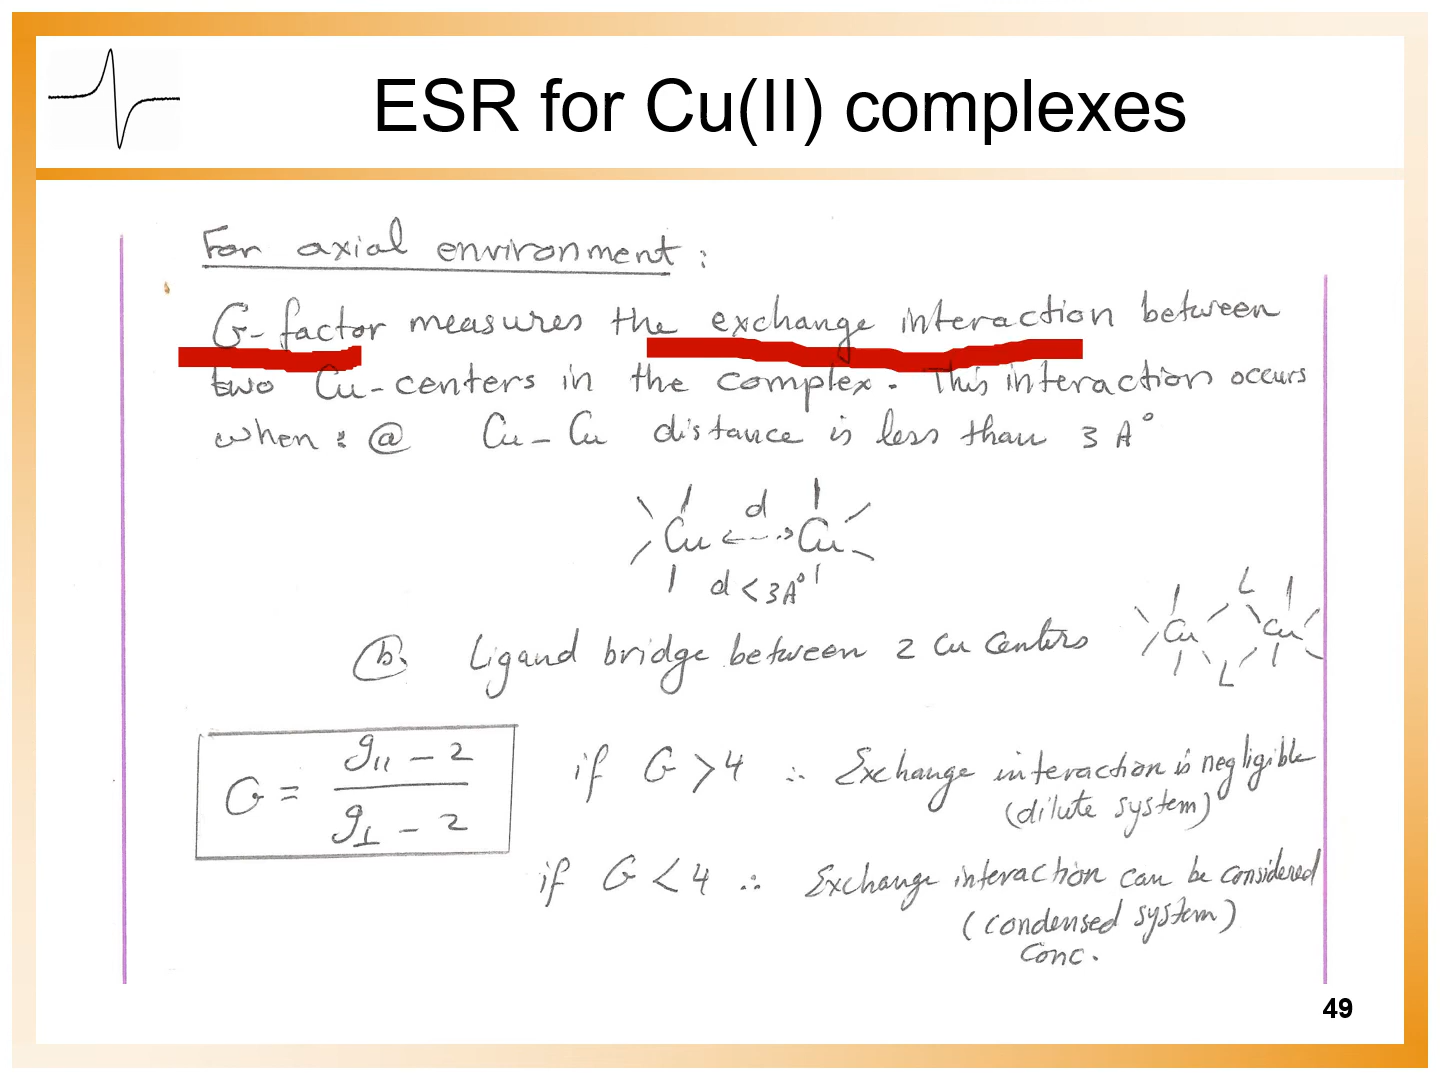 ESR for Cu(II) complexes
For axial environment :
G-factor measures the exchange interaction between
two Cu-centers in the complex. This interaction occurs
when : ⓐ Cu-Cu distance is less than 3 A°
d
Cu <--> Cu
d < 3A°
ⓑ Ligand bridge between 2 Cu Centers
L
Cu Cu
L
G = (g∥ - 2) / (g⊥ - 2)
if G > 4 ∴ Exchange interaction is negligible
(dilute system)
if G < 4 ∴ Exchange interaction can be considered
(condensed system)
Conc.
49